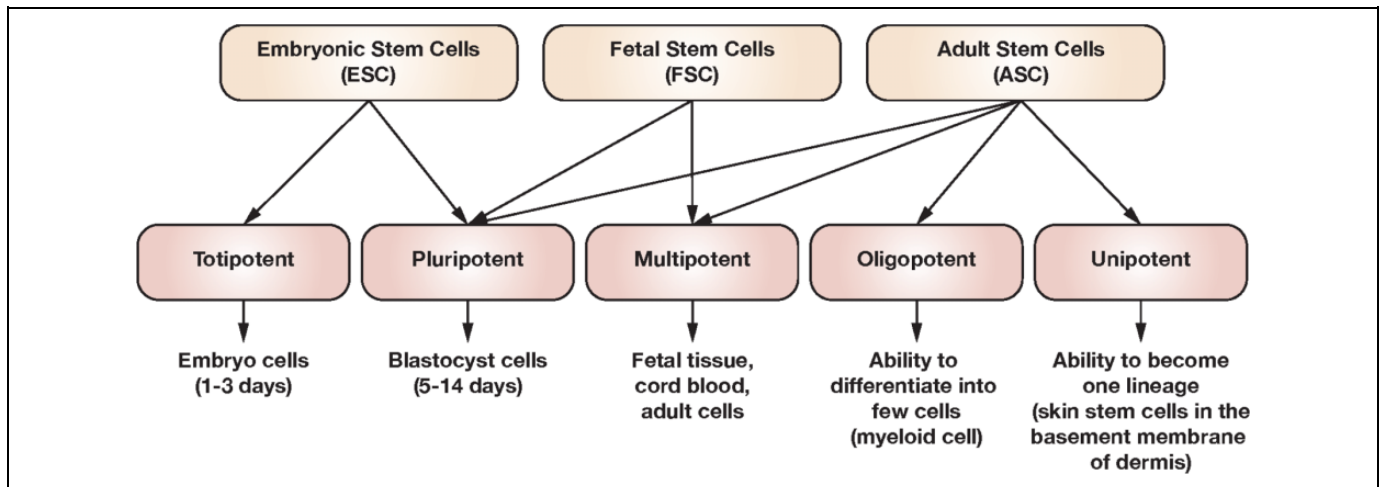 Embryonic Stem Cells
(ESC)
Fetal Stem Cells
(FSC)
Adult Stem Cells
(ASC)
Totipotent
Pluripotent
Multipotent
Oligopotent
Unipotent
Embryo cells
(1-3 days)
Blastocyst cells
(5-14 days)
Fetal tissue,
cord blood,
adult cells
Ability to
differentiate into
few cells
(myeloid cell)
Ability to become
one lineage
(skin stem cells in the
basement membrane
of dermis)